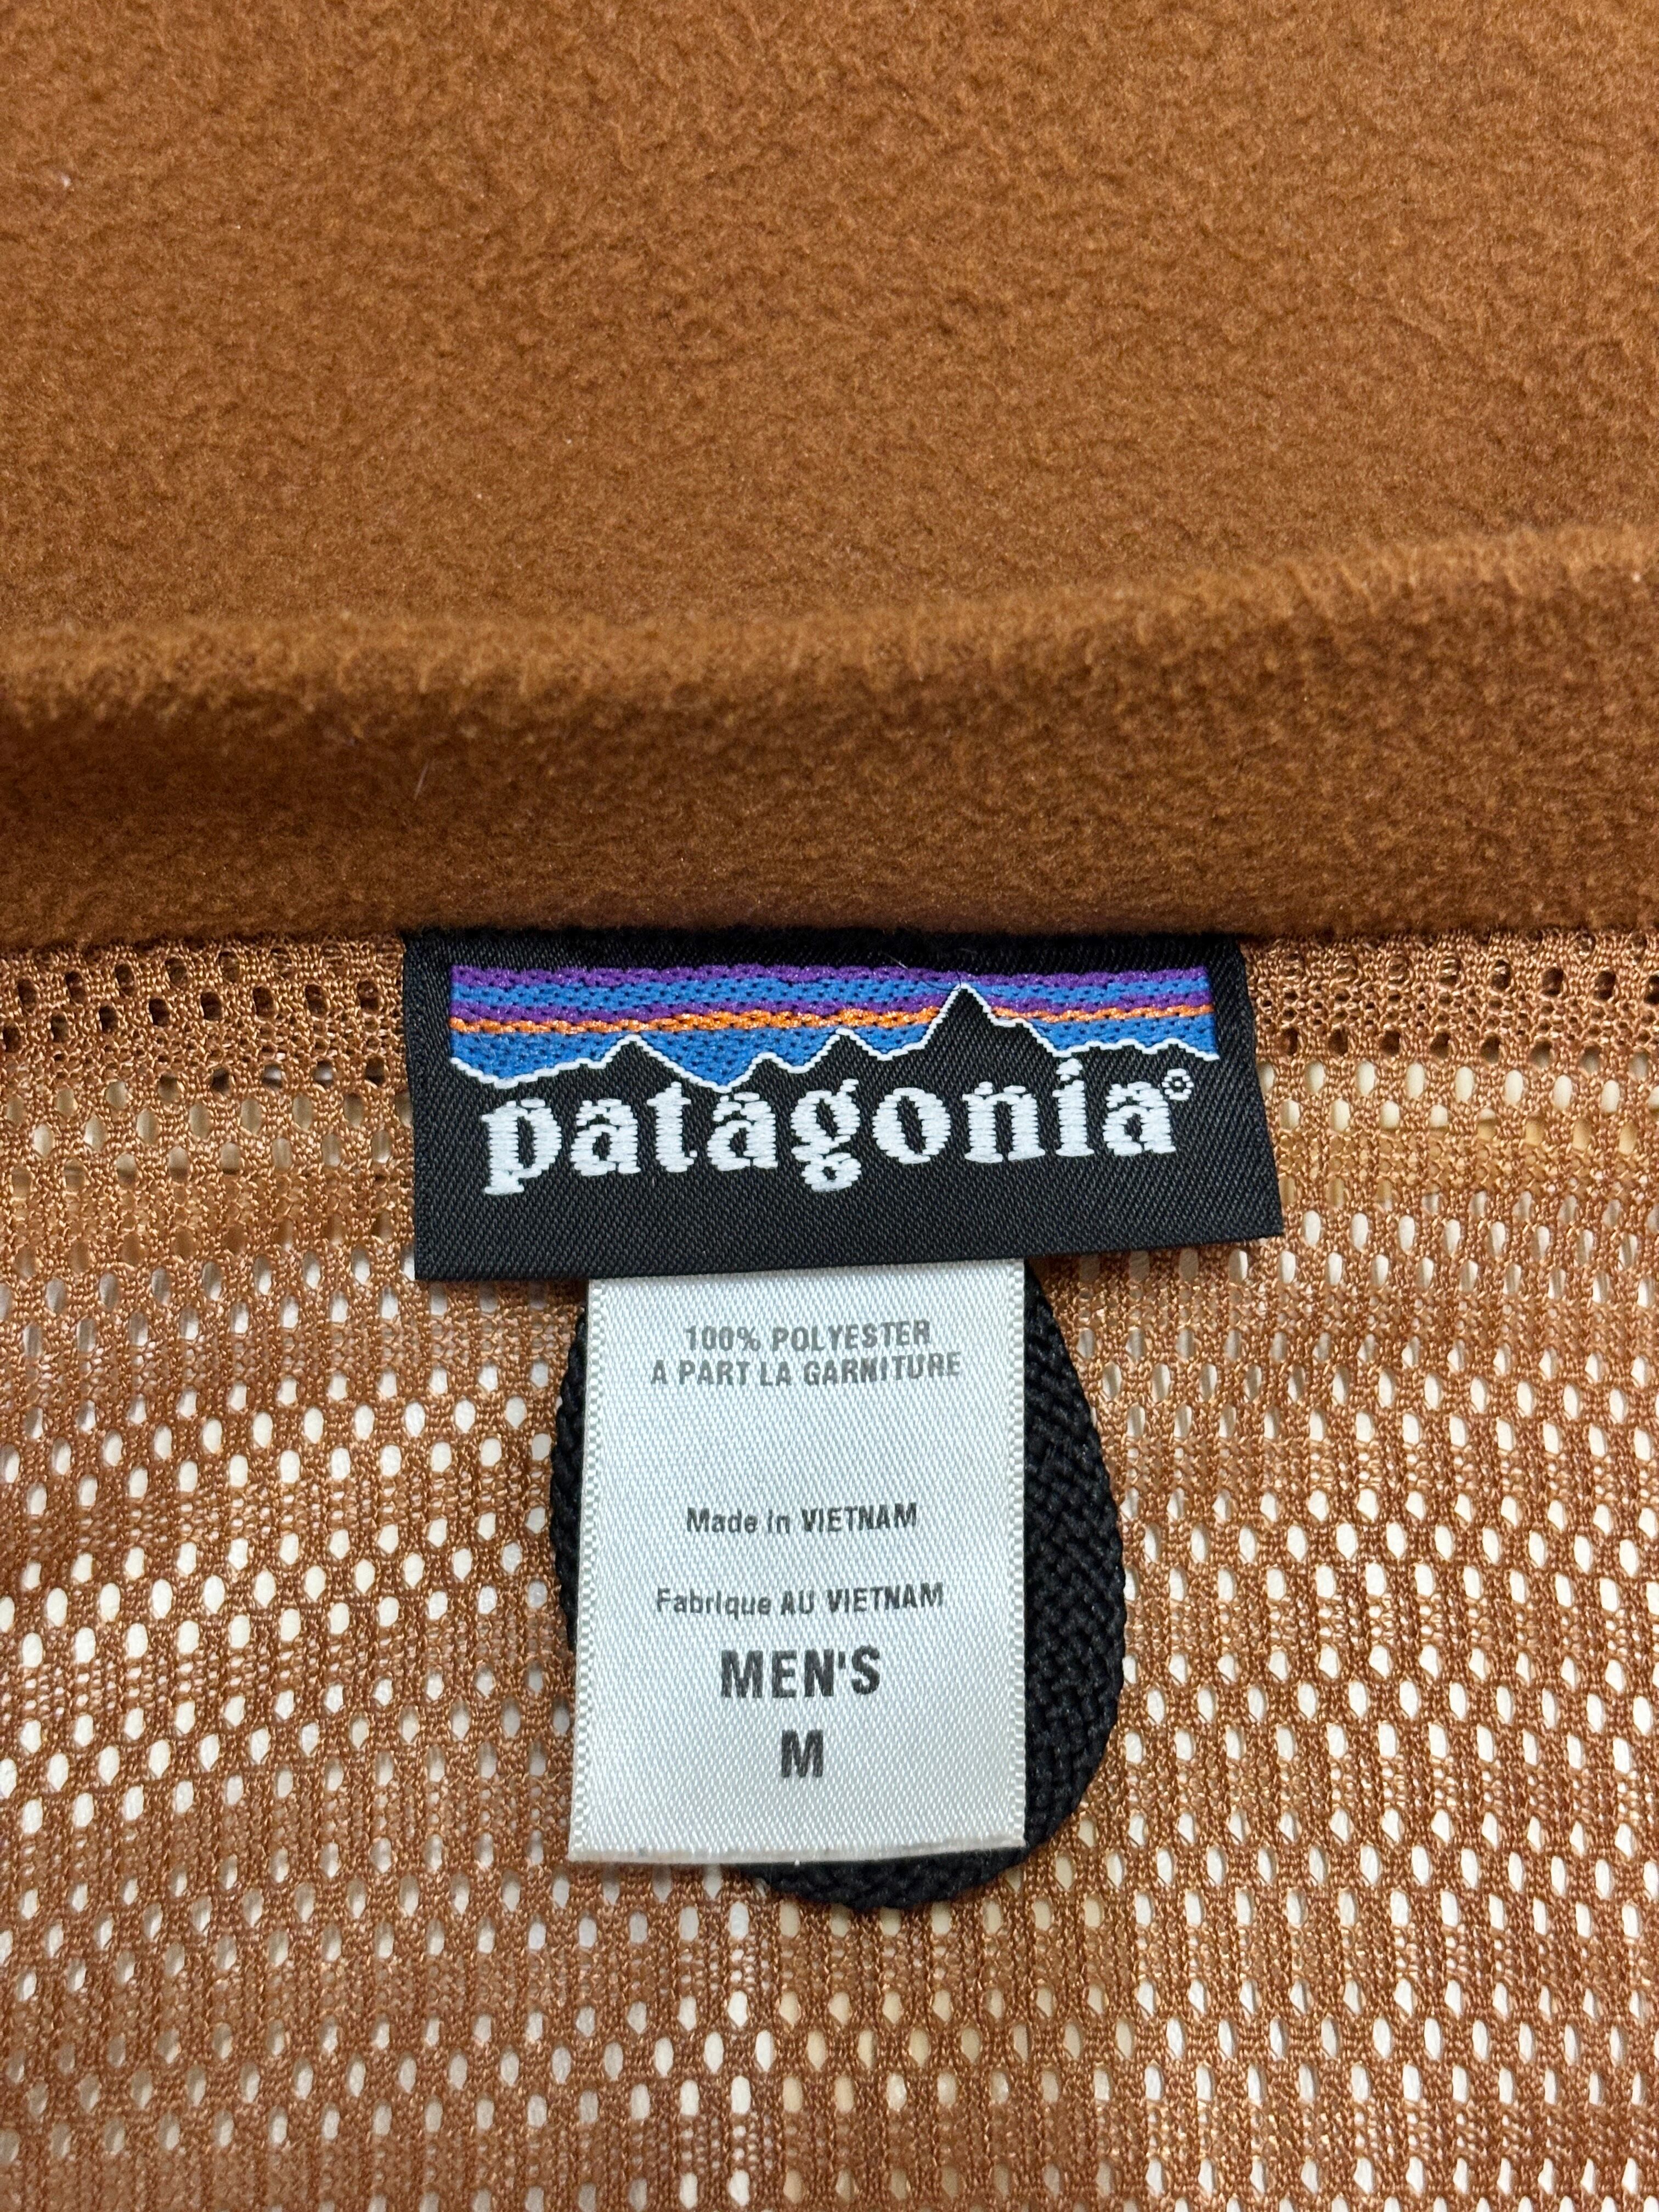 patagonia®
100% POLYESTER
A PART LA GARNITURE
Made in VIETNAM
Fabrique AU VIETNAM
MEN'S
M